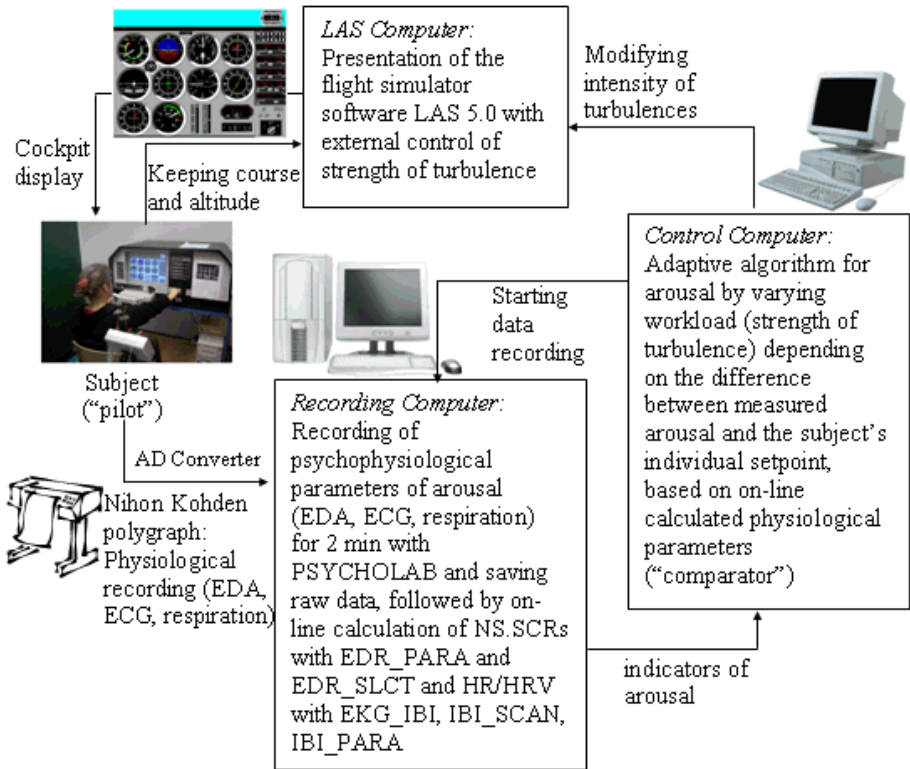 LAS Computer:
Presentation of the
flight simulator
software LAS 5.0 with
external control of
strength of turbulence
Modifying
intensity of
turbulences
Cockpit
display
Keeping course
and altitude
Control Computer:
Adaptive algorithm for
arousal by varying
workload (strength of
turbulence) depending
on the difference
between measured
arousal and the subject's
individual setpoint,
based on on-line
calculated physiological
parameters
("comparator")
Starting
data
recording
Subject
("pilot")
AD Converter
Nihon Kohden
polygraph:
Physiological
recording (EDA,
ECG, respiration)
Recording Computer:
Recording of
psychophysiological
parameters of arousal
(EDA, ECG, respiration)
for 2 min with
PSYCHOLAB and saving
raw data, followed by on-
line calculation of NS.SCRs
with EDR_PARA and
EDR_SLCT and HR/HRV
with EKG_IBI, IBI_SCAN,
IBI_PARA
indicators of
arousal